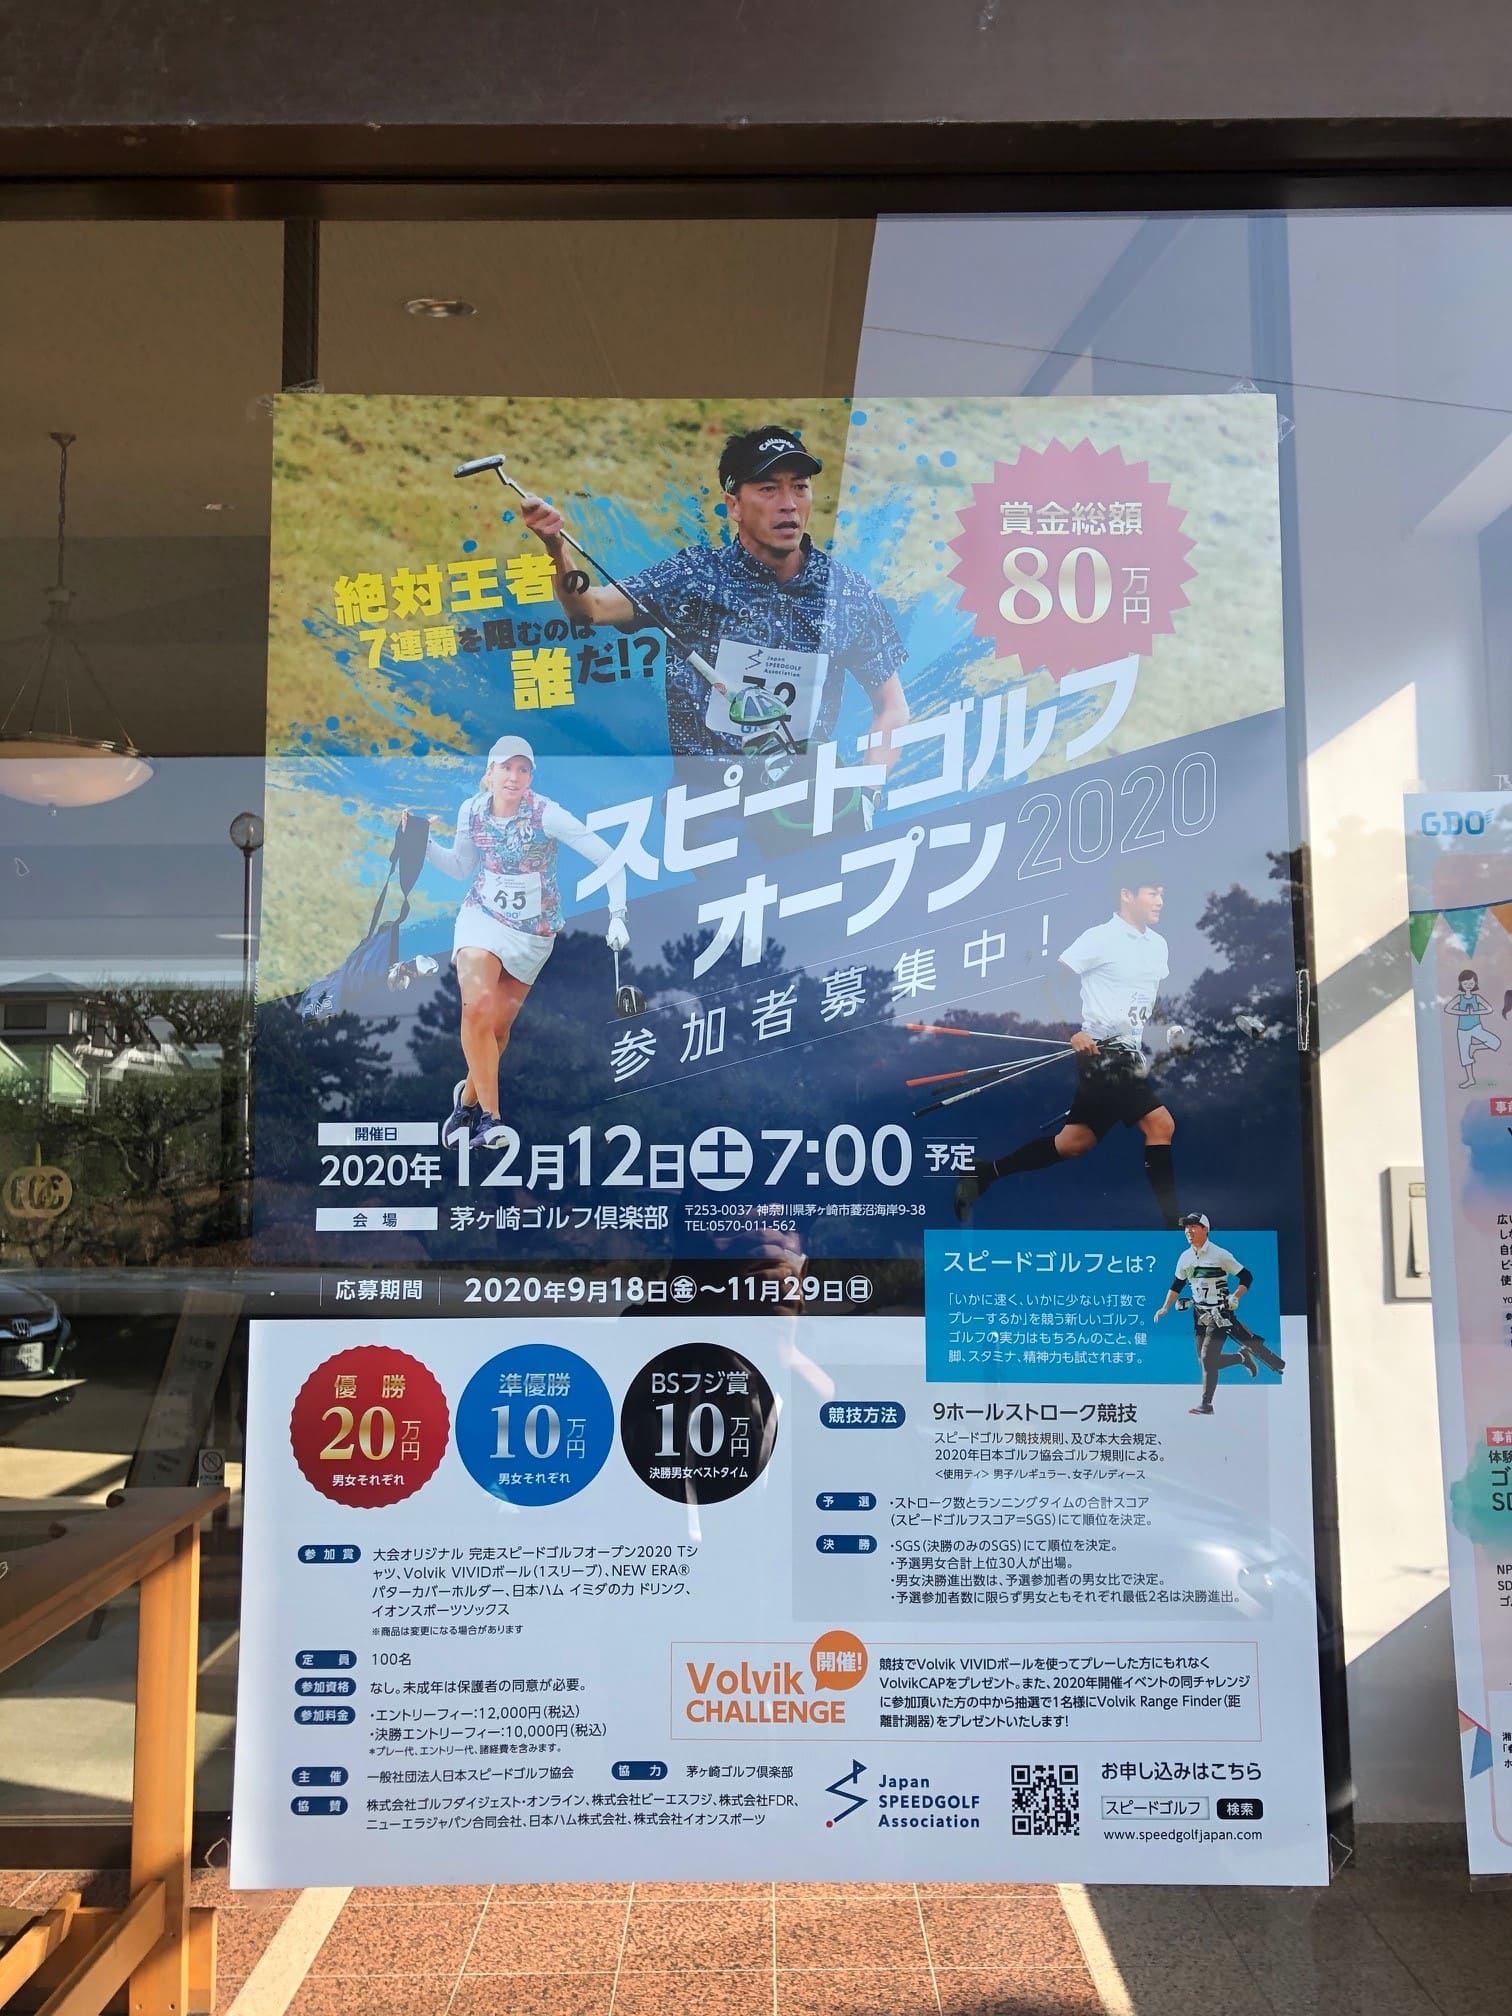 Callaway
賞金総額
80万円
絶対王者の
7連覇を阻むのは
誰だ!?
Japan
SPEEDGOLF
Association
65
スピードゴルフ
オープン2020
参加者募集中!
PING
開催日
2020年12月12日土7:00予定
会場
茅ヶ崎ゴルフ倶楽部
〒253-0037 神奈川県茅ヶ崎市菱沼海岸9-38
TEL:0570-011-562
応募期間
2020年9月18日金〜11月29日日
スピードゴルフとは?
「いかに速く、いかに少ない打数で
プレーするか」を競う新しいゴルフ。
ゴルフの実力はもちろんのこと、健
脚、スタミナ、精神力も試されます。
優勝
20万円
男女それぞれ
準優勝
10万円
男女それぞれ
BSフジ賞
10万円
決勝男女ベストタイム
競技方法
9ホールストローク競技
スピードゴルフ競技規則、及び本大会規定、
2020年日本ゴルフ協会ゴルフ規則による。
<使用ティ> 男子/レギュラー、女子/レディース
予選
・ストローク数とランニングタイムの合計スコア
(スピードゴルフスコア=SGS)にて順位を決定。
決勝
・SGS(決勝のみのSGS)にて順位を決定。
・予選男女合計上位30人が出場。
・男女決勝進出数は、予選参加者の男女比で決定。
・予選参加者数に限らず男女ともそれぞれ最低2名は決勝進出。
参加賞
大会オリジナル 完走スピードゴルフオープン2020 Tシ
ャツ、Volvik VIVIDボール(1スリーブ)、NEW ERA®
パターカバーホルダー、日本ハム イミダの力 ドリンク、
イオンスポーツソックス
※商品は変更になる場合があります
定員
100名
参加資格
なし。未成年は保護者の同意が必要。
参加料金
・エントリーフィー:12,000円(税込)
・決勝エントリーフィー:10,000円(税込)
*プレー代、エントリー代、諸経費を含みます。
Volvik
CHALLENGE
開催!
競技でVolvik VIVIDボールを使ってプレーした方にもれなく
VolvikCAPをプレゼント。また、2020年開催イベントの同チャレンジ
に参加頂いた方の中から抽選で1名様にVolvik Range Finder(距
離計測器)をプレゼントいたします!
主催
一般社団法人日本スピードゴルフ協会
協力
茅ヶ崎ゴルフ倶楽部
協賛
株式会社ゴルフダイジェスト・オンライン、株式会社ビーエスフジ、株式会社FDR、
ニューエラジャパン合同会社、日本ハム株式会社、株式会社イオンスポーツ
Japan
SPEEDGOLF
Association
お申し込みはこちら
スピードゴルフ 検索
www.speedgolfjapan.com
GDO